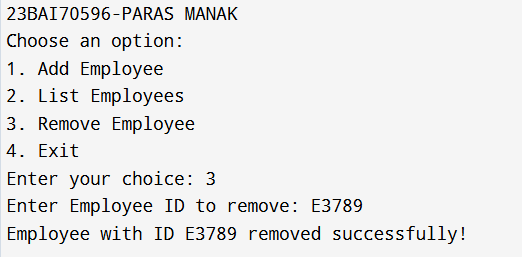 23BAI70596-PARAS MANAK
Choose an option:
1. Add Employee
2. List Employees
3. Remove Employee
4. Exit
Enter your choice: 3
Enter Employee ID to remove: E3789
Employee with ID E3789 removed successfully!